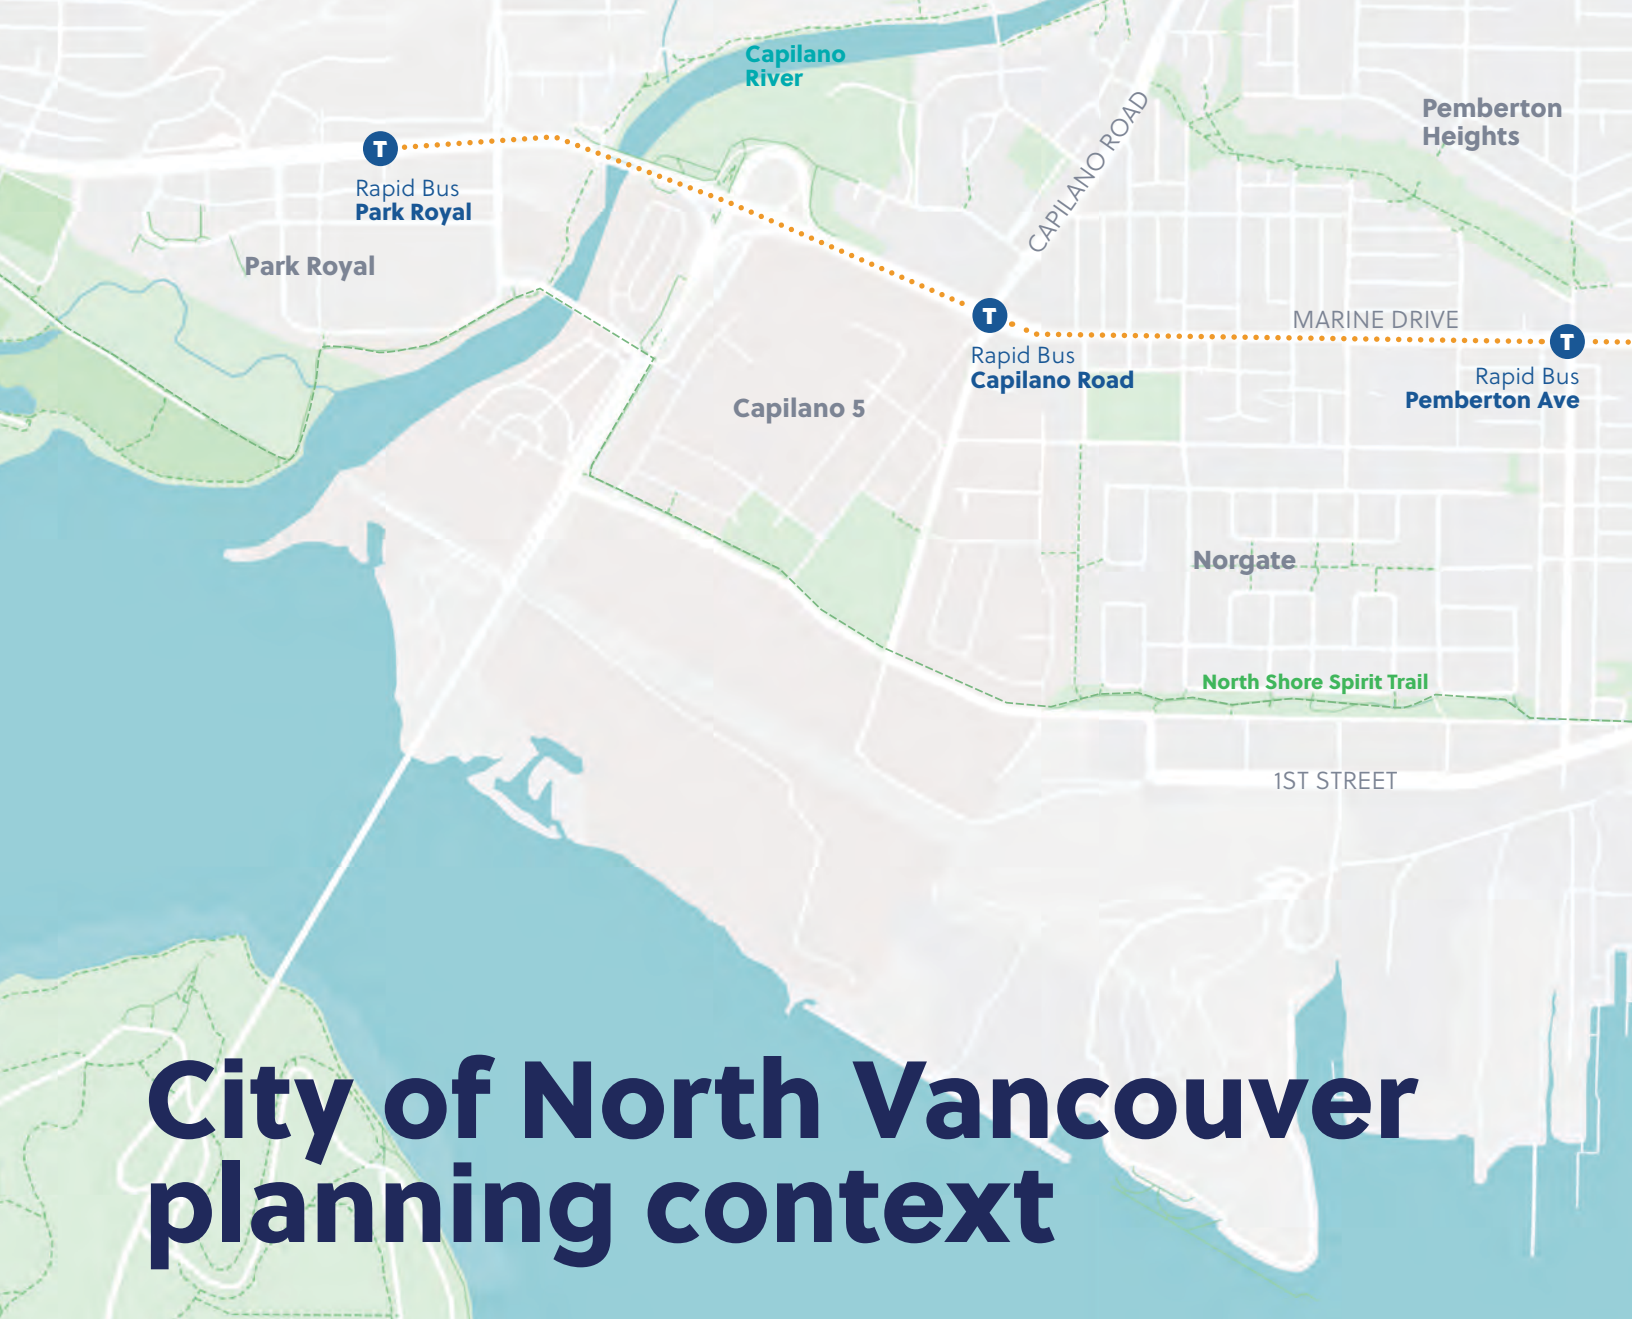 Capilano
River
CAPILANO ROAD
Pemberton
Heights
T
Rapid Bus
Park Royal
Park Royal
T
MARINE DRIVE
T
Rapid Bus
Capilano Road
Rapid Bus
Pemberton Ave
Capilano 5
Norgate
North Shore Spirit Trail
1ST STREET
City of North Vancouver
planning context